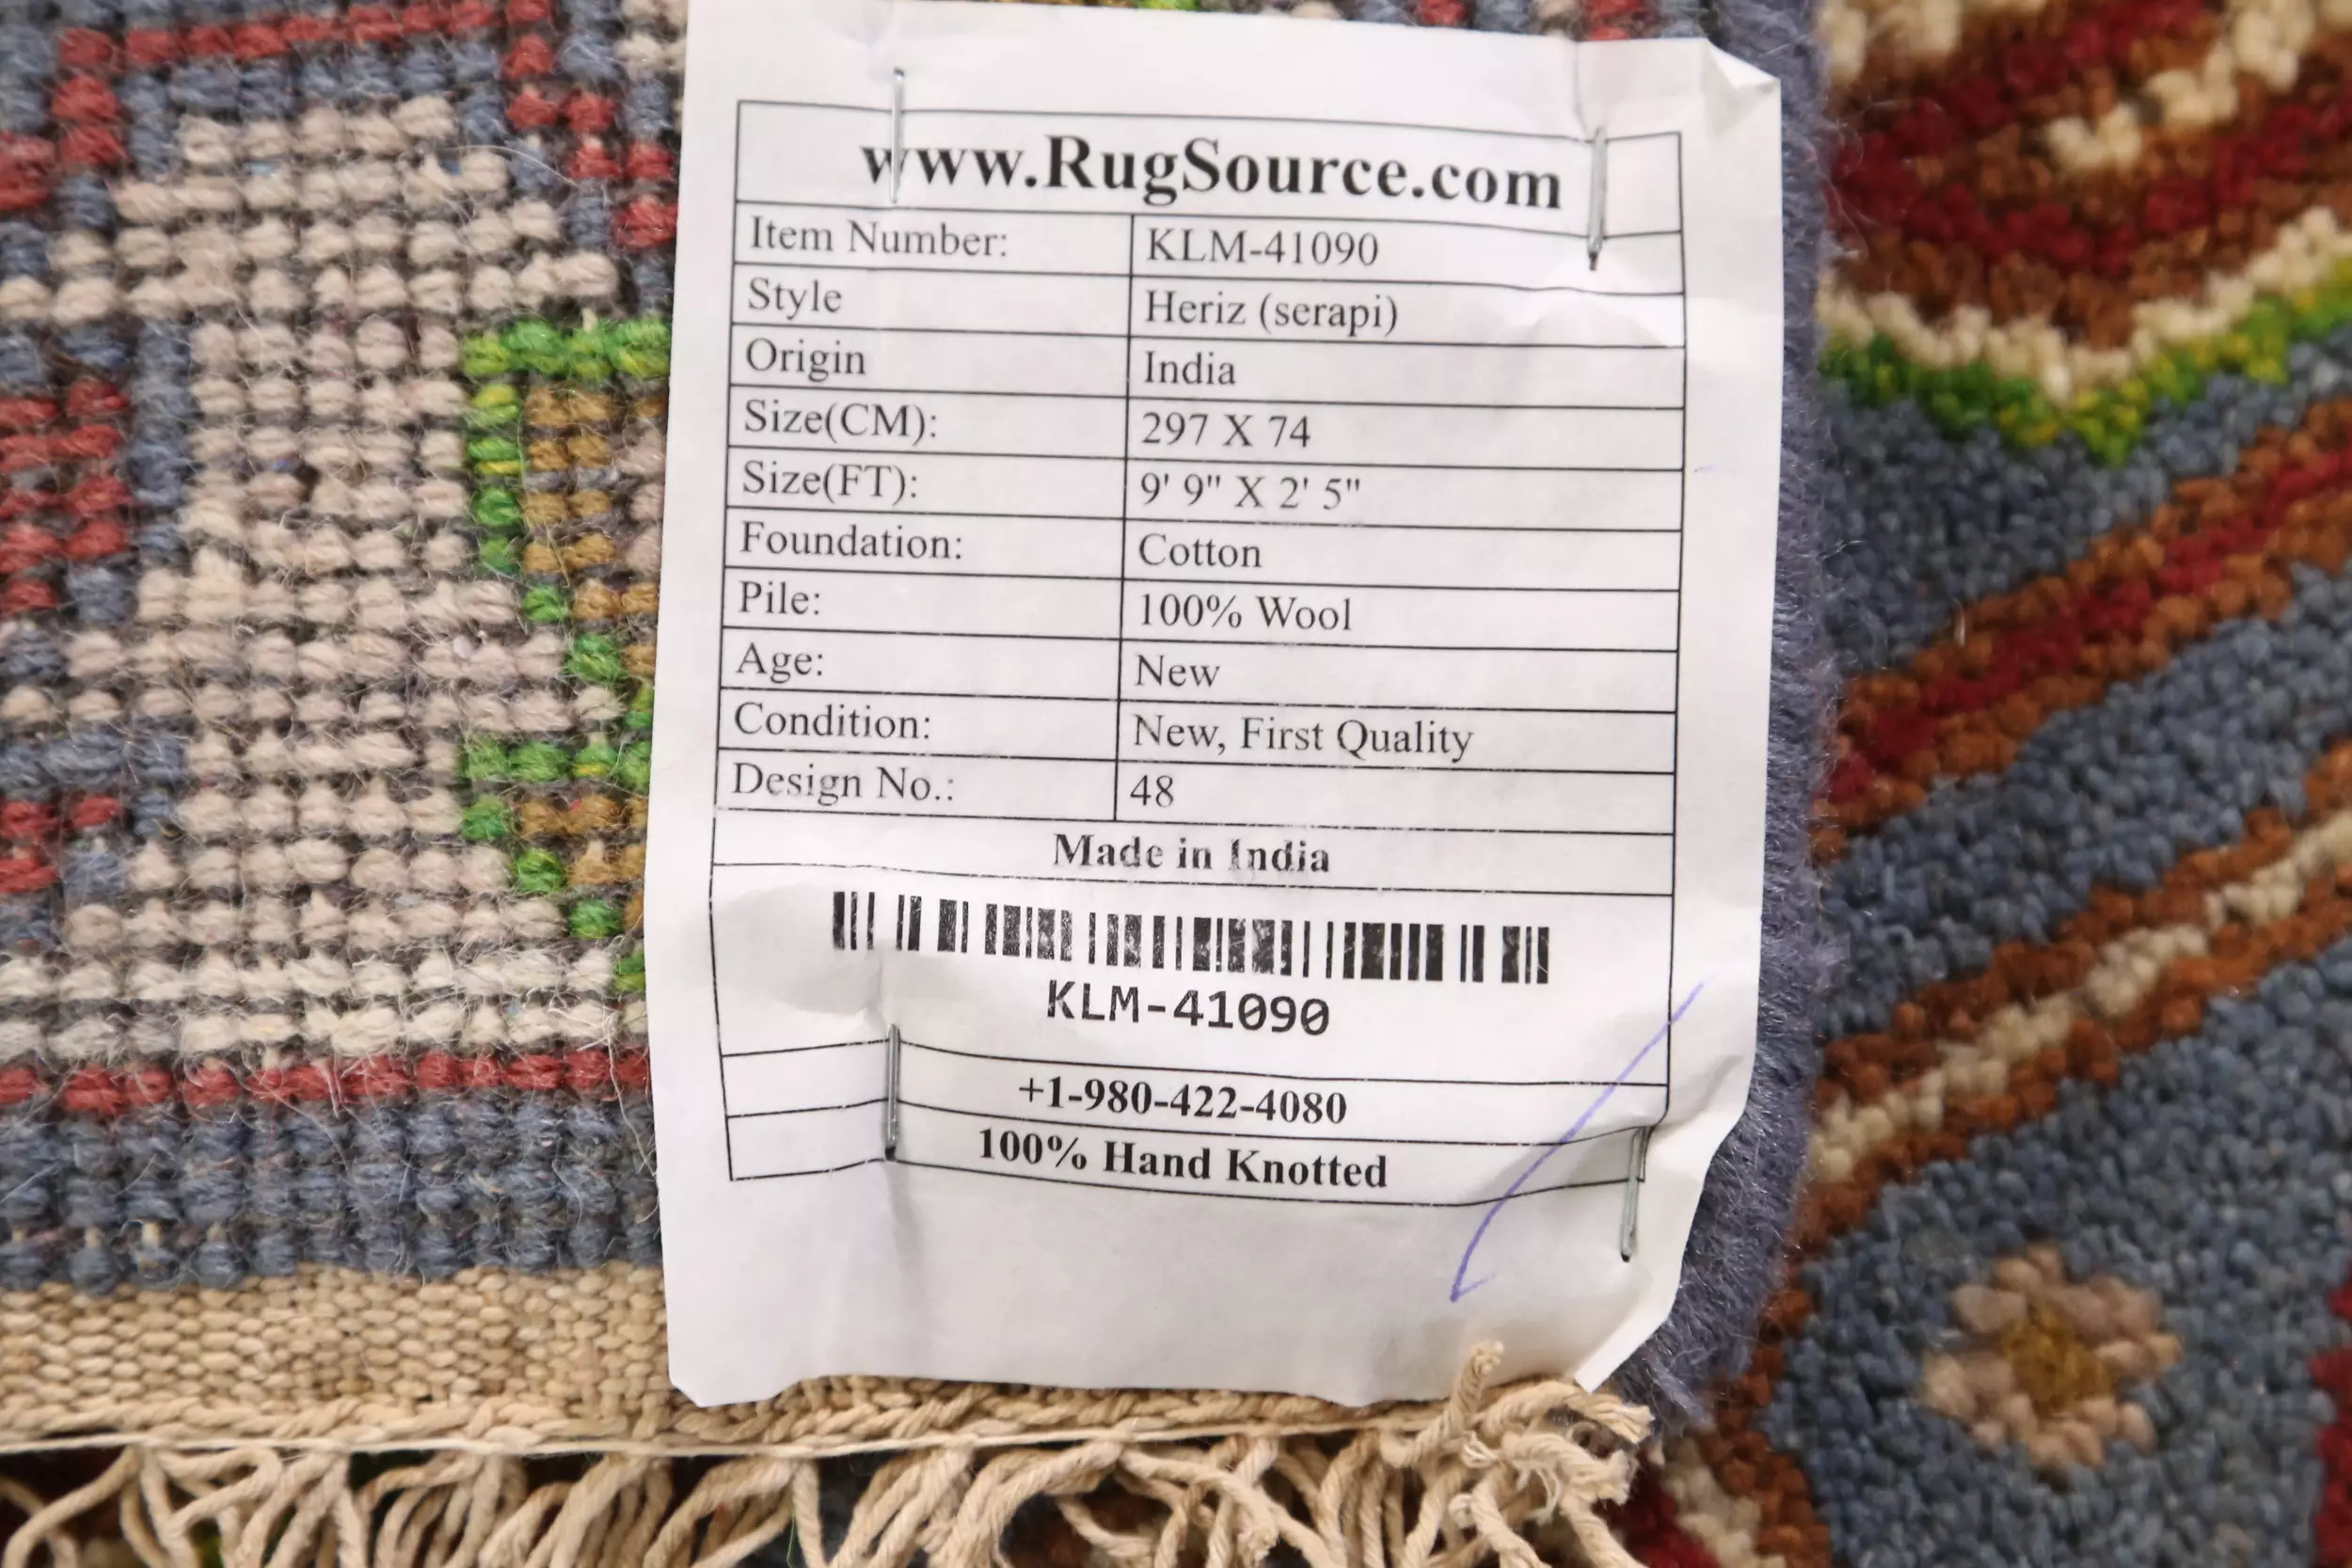 www.RugSource.com
Item Number: KLM-41090
Style Heriz (serapi)
Origin India
Size(CM): 297 X 74
Size(FT): 9' 9" X 2' 5"
Foundation: Cotton
Pile: 100% Wool
Age: New
Condition: New, First Quality
Design No.: 48
Made in India
KLM-41090
+1-980-422-4080
100% Hand Knotted